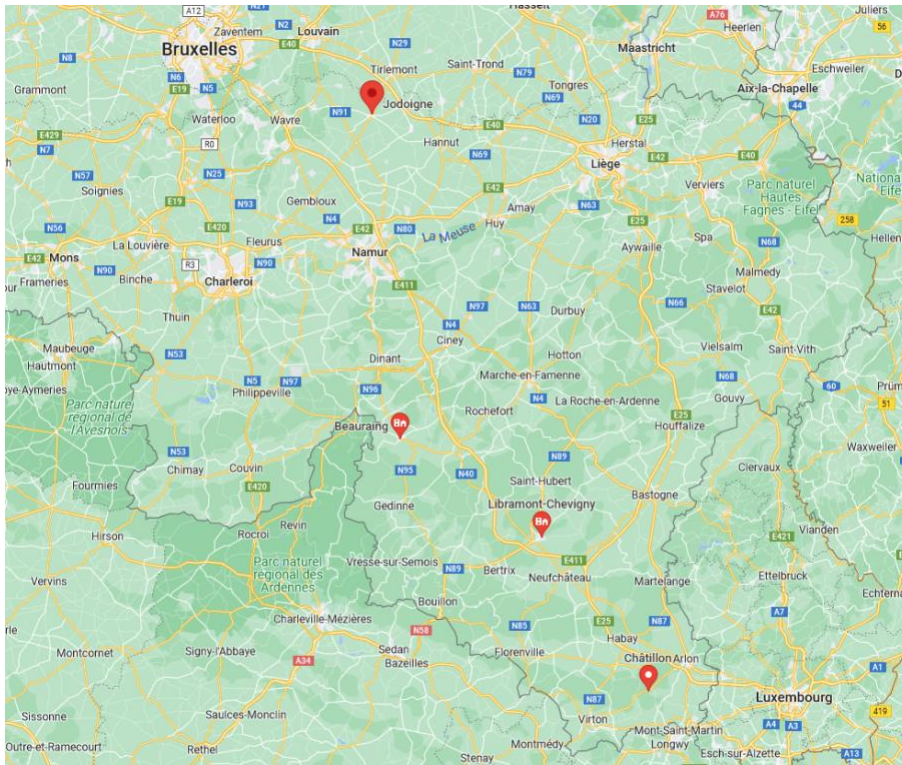 A12
Zaventem
N21
Louvain
Hasselt
A76
Heerlen
Juliers
56
Bruxelles
E40
N2
N29
Maastricht
Eschweiler
N8
N6
Tirlemont
Saint-Trond
N79
Tongres
Aix-la-Chapelle
Grammont
E19
N5
N91
Jodoigne
N69
44
Waterloo
Wavre
E40
N20
E25
E429
N7
R0
Hannut
N69
Herstal
Liège
E42
E40
N57
N25
Soignies
E42
Verviers
Parc naturel
Hautes
Fagnes - Eifel
National
Eife
E19
N93
Gembloux
N4
Amay
N63
N56
E420
E42
N80
La Meuse
Huy
E25
258
La Louvière
Fleurus
Aywaille
Spa
N68
Hellen
E42
Mons
N90
R3
N90
Namur
Frameries
Binche
Charleroi
E411
Malmedy
Stavelot
Thuin
N97
N63
Durbuy
N66
E42
N4
Ciney
Maubeuge
Hautmont
N53
Dinant
Hotton
Vielsalm
Saint-Vith
oye-Aymeries
N5
N97
N96
Marche-en-Famenne
N68
60
Prüm
Parc naturel
régional de
l'Avesnois
Philippeville
N4
La Roche-en-Ardenne
Gouvy
51
Beauraing
Rochefort
E25
Houffalize
N53
Waxweiler
Chimay
Couvin
N95
N40
N89
Clervaux
Fourmies
E420
Saint-Hubert
Bastogne
Gedinne
Libramont-Chevigny
Hirson
Rocroi
Revin
E421
Vianden
Parc naturel
régional des
Ardennes
Vresse-sur-Semois
N89
Bertrix
E411
Vervins
Neufchâteau
Martelange
Ettelbruck
Bouillon
Echterna
Charleville-Mézières
N58
N85
E25
N87
A7
Habay
Montcornet
Signy-l'Abbaye
A34
Sedan
Bazeilles
Florenville
Châtillon
Arlon
A1
Luxembourg
N87
Saulces-Monclin
Virton
419
Sissonne
Mont-Saint-Martin
A4
A3
Outre-et-Ramecourt
Rethel
Montmédy
Longwy
Esch-sur-Alzette
A13
Stenay